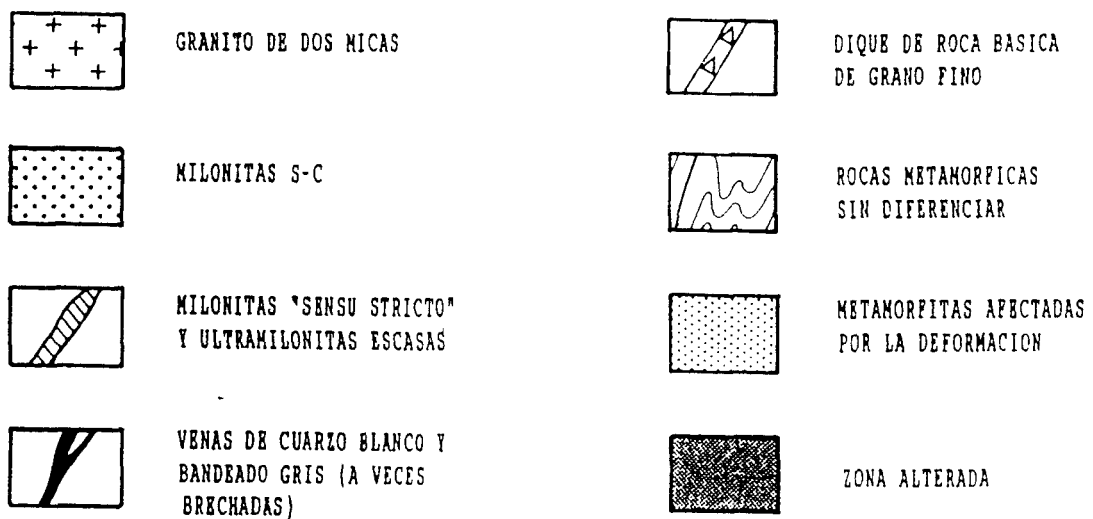 GRANITO DE DOS MICAS
MILONITAS S-C
MILONITAS "SENSU STRICTO"
Y ULTRAMILONITAS ESCASAS
VENAS DE CUARZO BLANCO Y
BANDEADO GRIS (A VECES
BRECHADAS)
DIQUE DE ROCA BASICA
DE GRANO FINO
ROCAS METAMORFICAS
SIN DIFERENCIAR
METAMORFITAS AFECTADAS
POR LA DEFORMACION
ZONA ALTERADA